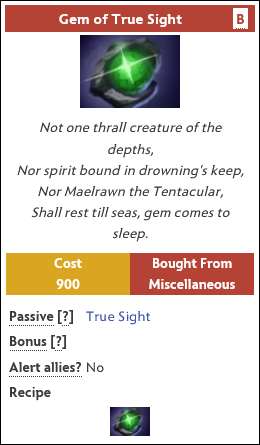 Gem of True Sight B
Not one thrall creature of the
depths,
Nor spirit bound in drowning's keep,
Nor Maelrawn the Tentacular,
Shall rest till seas, gem comes to
sleep.
Cost Bought From
900 Miscellaneous
Passive [?] True Sight
Bonus [?]
Alert allies? No
Recipe